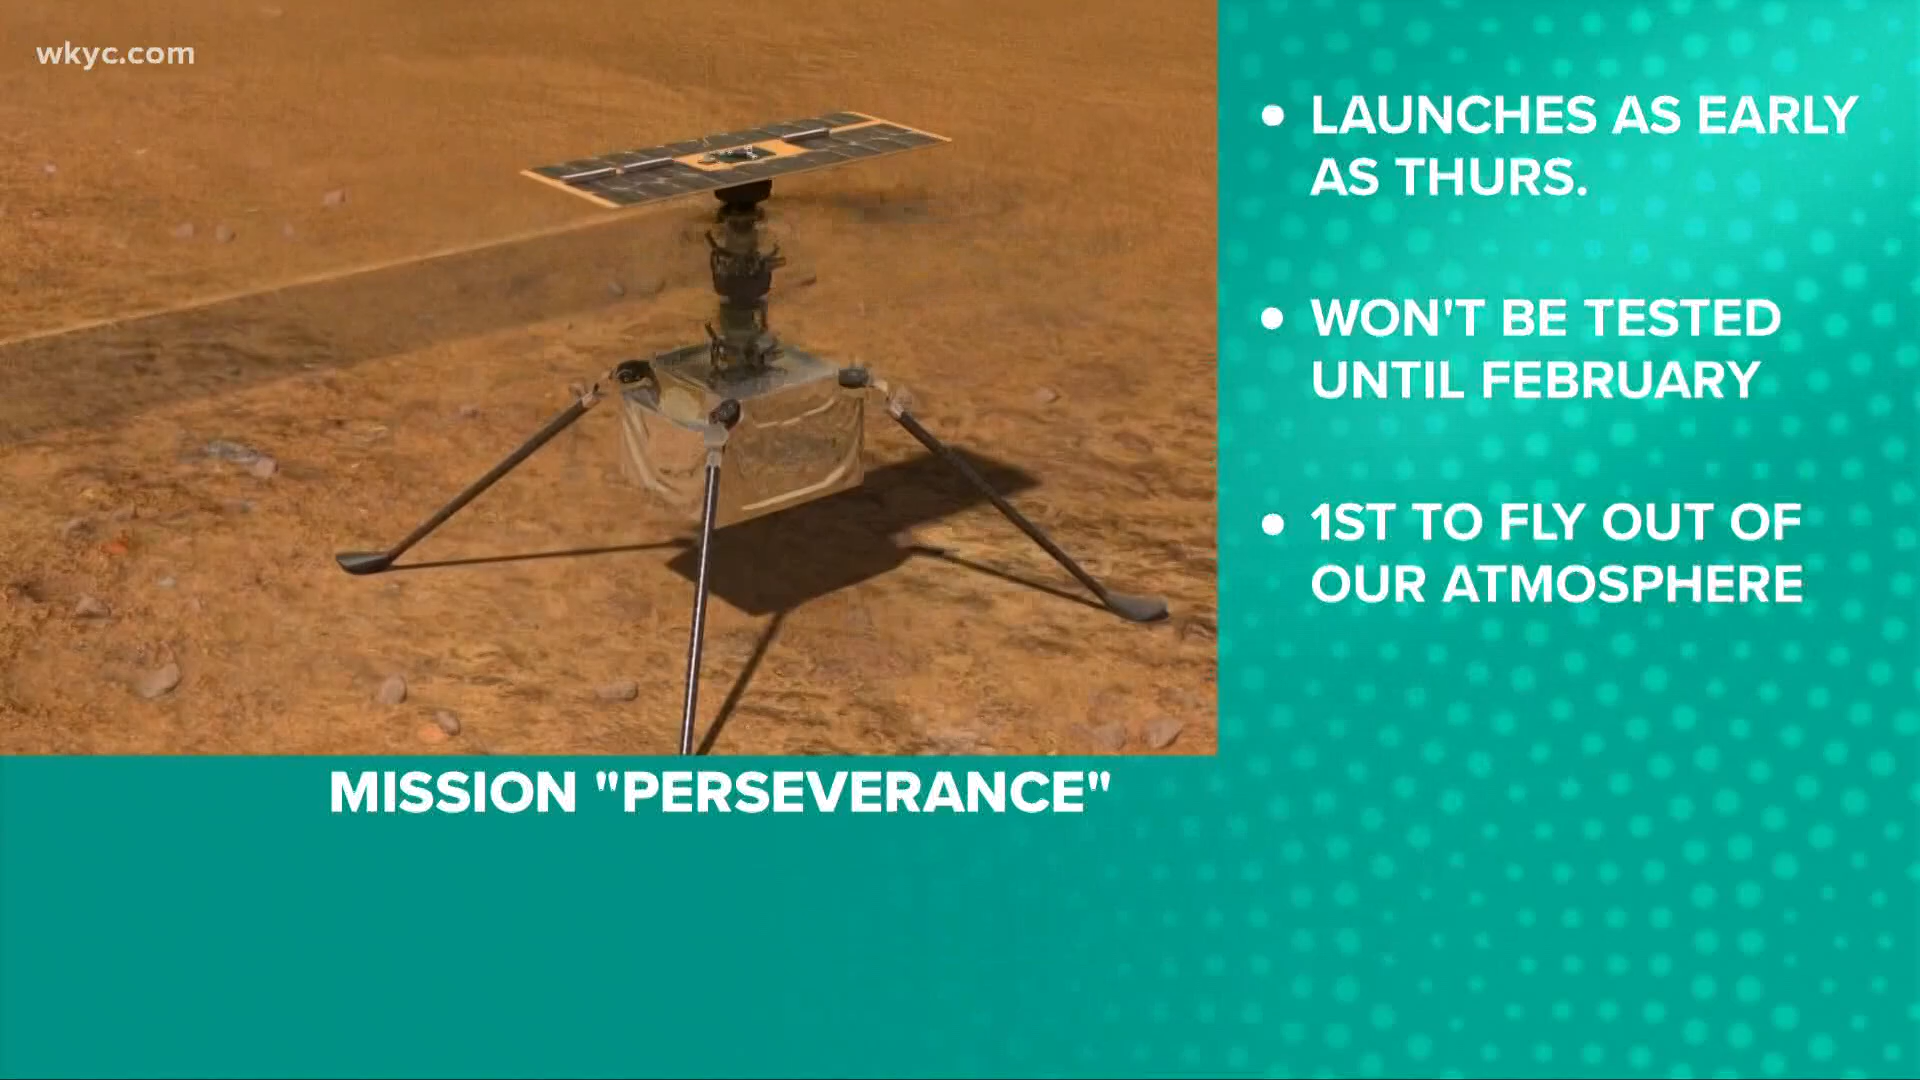 wkyc.com
• LAUNCHES AS EARLY
AS THURS.
• WON'T BE TESTED
UNTIL FEBRUARY
• 1ST TO FLY OUT OF
OUR ATMOSPHERE
MISSION "PERSEVERANCE"